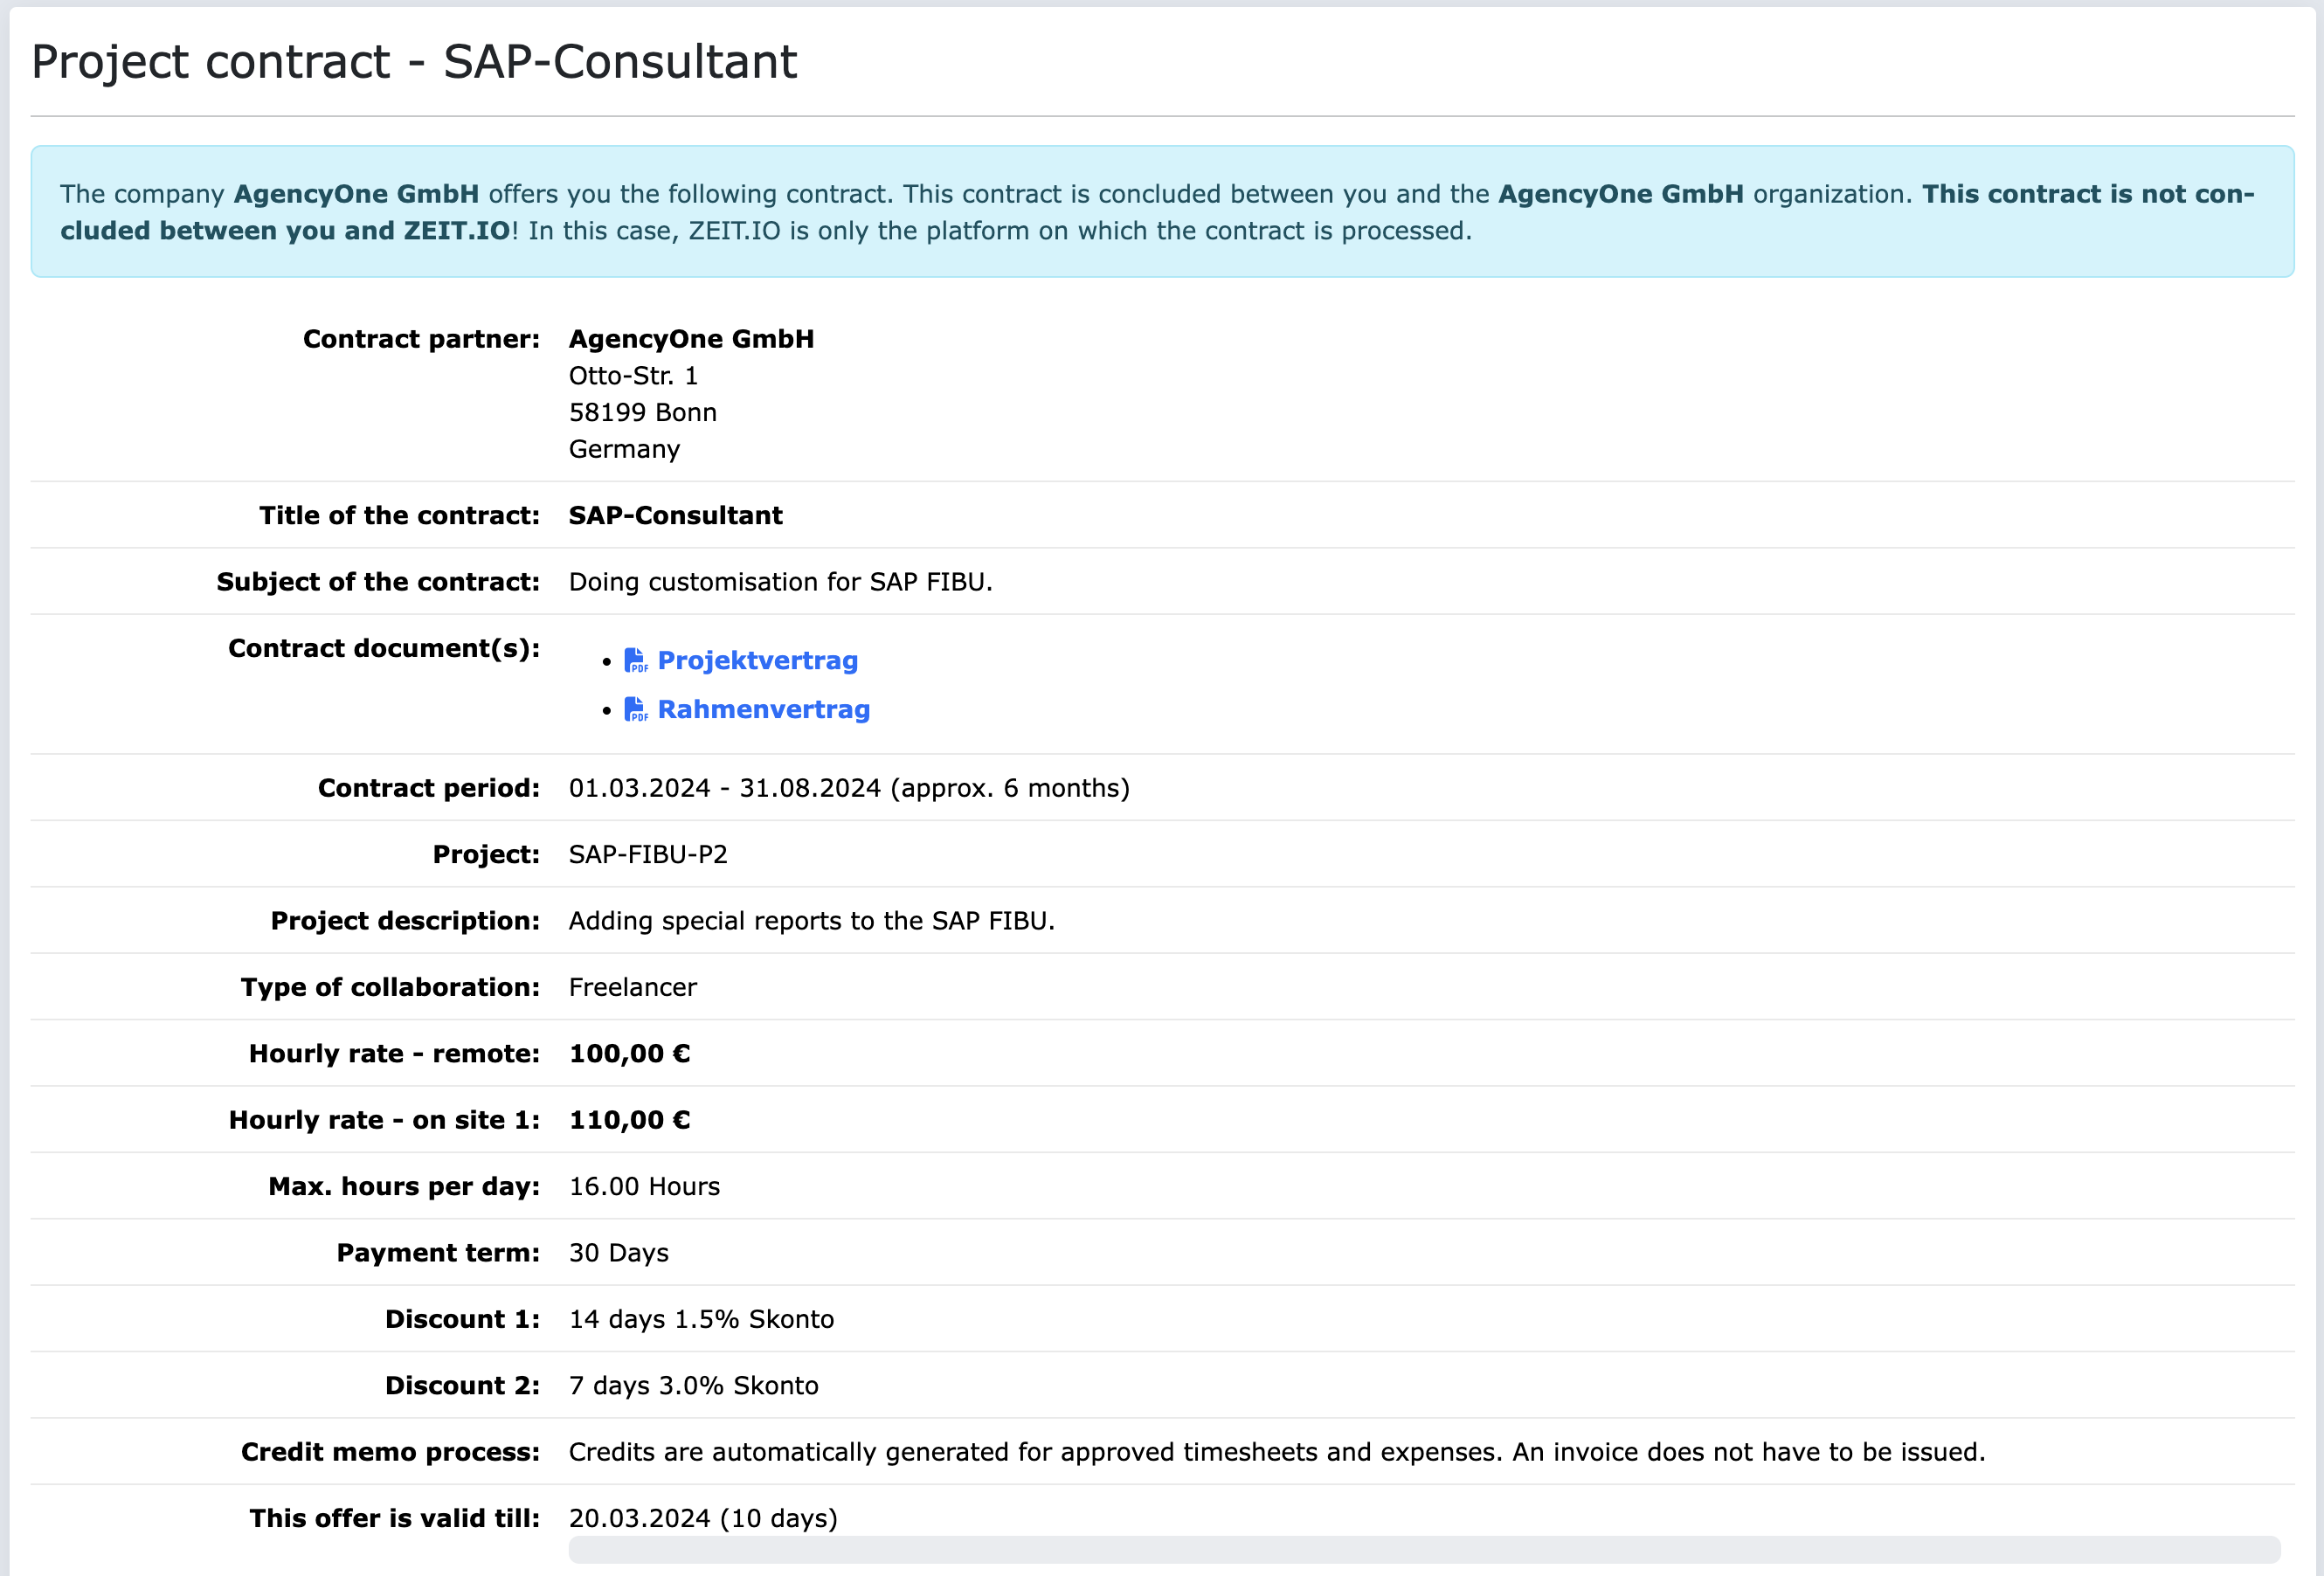 Project contract - SAP-Consultant
The company AgencyOne GmbH offers you the following contract. This contract is concluded between you and the AgencyOne GmbH organization. This contract is not con-
cluded between you and ZEIT.IO! In this case, ZEIT.IO is only the platform on which the contract is processed.
Contract partner: AgencyOne GmbH
Otto-Str. 1
58199 Bonn
Germany
Title of the contract: SAP-Consultant
Subject of the contract: Doing customisation for SAP FIBU.
Contract document(s):
• PDF Projektvertrag
• PDF Rahmenvertrag
Contract period: 01.03.2024 - 31.08.2024 (approx. 6 months)
Project: SAP-FIBU-P2
Project description: Adding special reports to the SAP FIBU.
Type of collaboration: Freelancer
Hourly rate - remote: 100,00 €
Hourly rate - on site 1: 110,00 €
Max. hours per day: 16.00 Hours
Payment term: 30 Days
Discount 1: 14 days 1.5% Skonto
Discount 2: 7 days 3.0% Skonto
Credit memo process: Credits are automatically generated for approved timesheets and expenses. An invoice does not have to be issued.
This offer is valid till: 20.03.2024 (10 days)